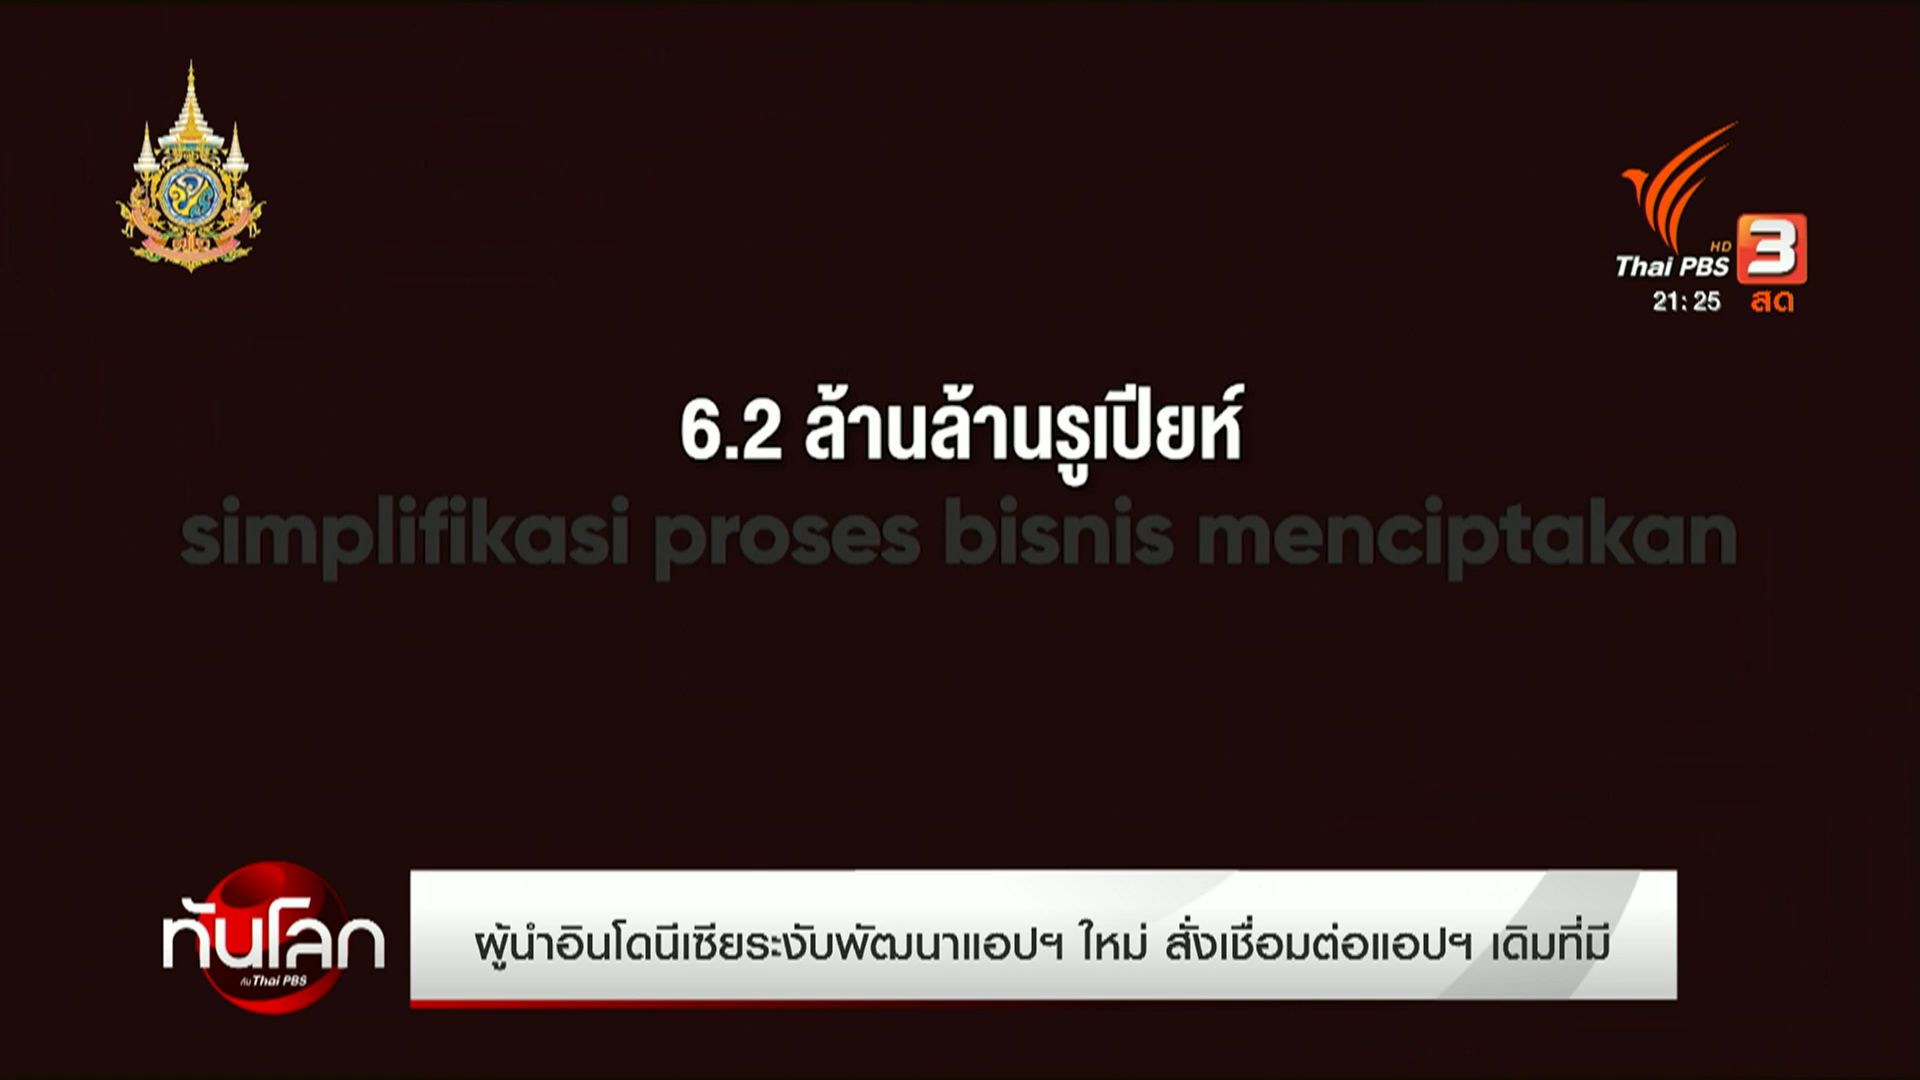 ๗๒
HD
Thai PBS
3
21:25 สด
6.2 ล้านล้านรูเปียห์
simplifikasi proses bisnis menciptakan
ทันโลก
กับ Thai PBS
ผู้นำอินโดนีเซียระงับพัฒนาแอปฯ ใหม่ สั่งเชื่อมต่อแอปฯ เดิมที่มี